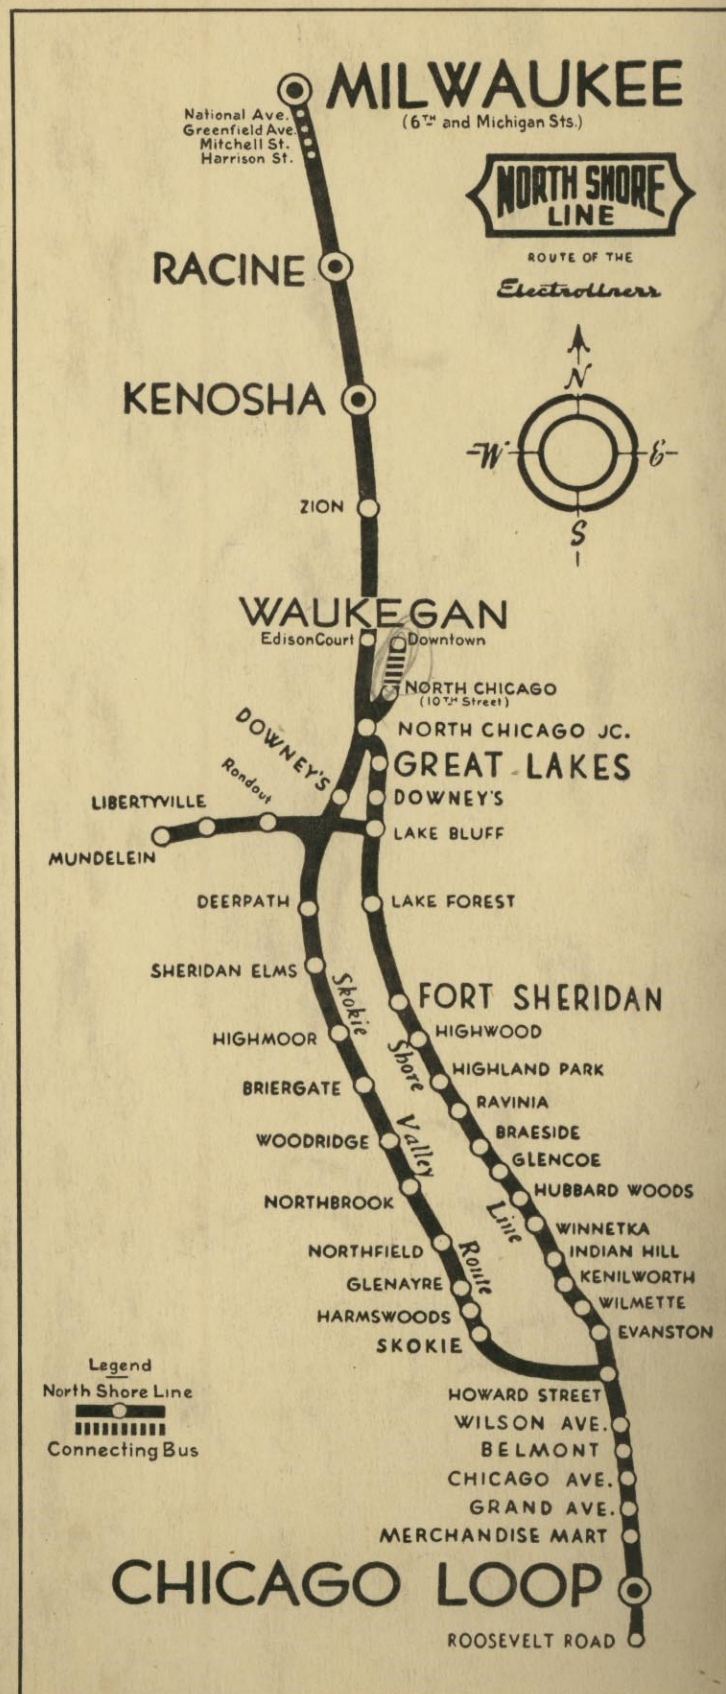 MILWAUKEE
(6TH and Michigan Sts.)
National Ave.
Greenfield Ave.
Mitchell St.
Harrison St.
NORTH SHORE
LINE
ROUTE OF THE
Electroliners
RACINE
N
W E
S
KENOSHA
ZION
WAUKEGAN
Edison Court
Downtown
NORTH CHICAGO
(10TH Street)
NORTH CHICAGO JC.
DOWNEY'S
GREAT LAKES
Rondout
DOWNEY'S
LIBERTYVILLE
LAKE BLUFF
MUNDELEIN
DEERPATH
LAKE FOREST
SHERIDAN ELMS
Skokie
FORT SHERIDAN
HIGHMOOR
HIGHWOOD
Shore
HIGHLAND PARK
BRIERGATE
RAVINIA
WOODRIDGE
Valley
BRAESIDE
GLENCOE
NORTHBROOK
HUBBARD WOODS
Line
WINNETKA
NORTHFIELD
Route
INDIAN HILL
GLENAYRE
KENILWORTH
HARMSWOODS
WILMETTE
SKOKIE
EVANSTON
Legend
North Shore Line
Connecting Bus
HOWARD STREET
WILSON AVE.
BELMONT
CHICAGO AVE.
GRAND AVE.
MERCHANDISE MART
CHICAGO LOOP
ROOSEVELT ROAD